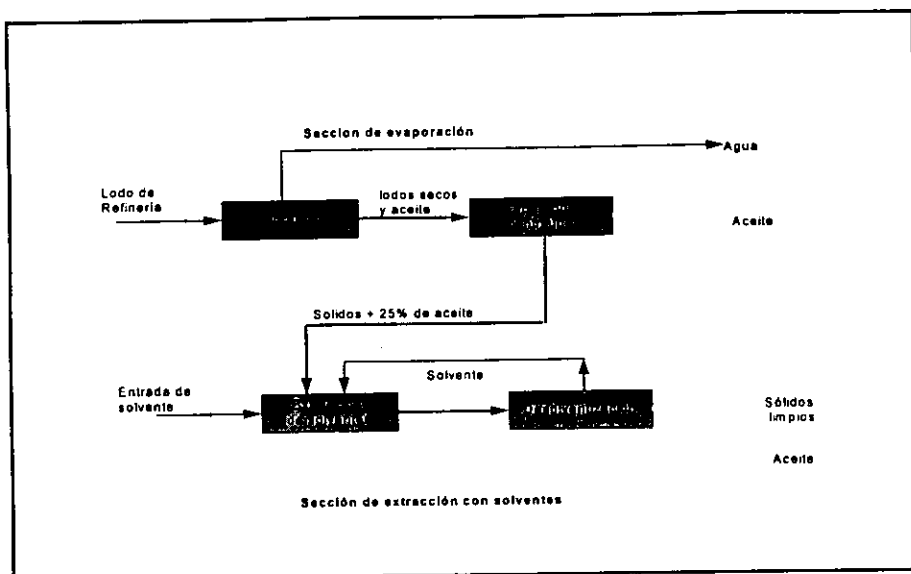 Seccion de evaporación
Agua
Lodo de
Refinería
lodos secos
y aceite
Aceite
Solidos + 25% de aceite
Solvente
Entrada de
solvente
Sólidos
limpios
Aceite
Sección de extracción con solventes